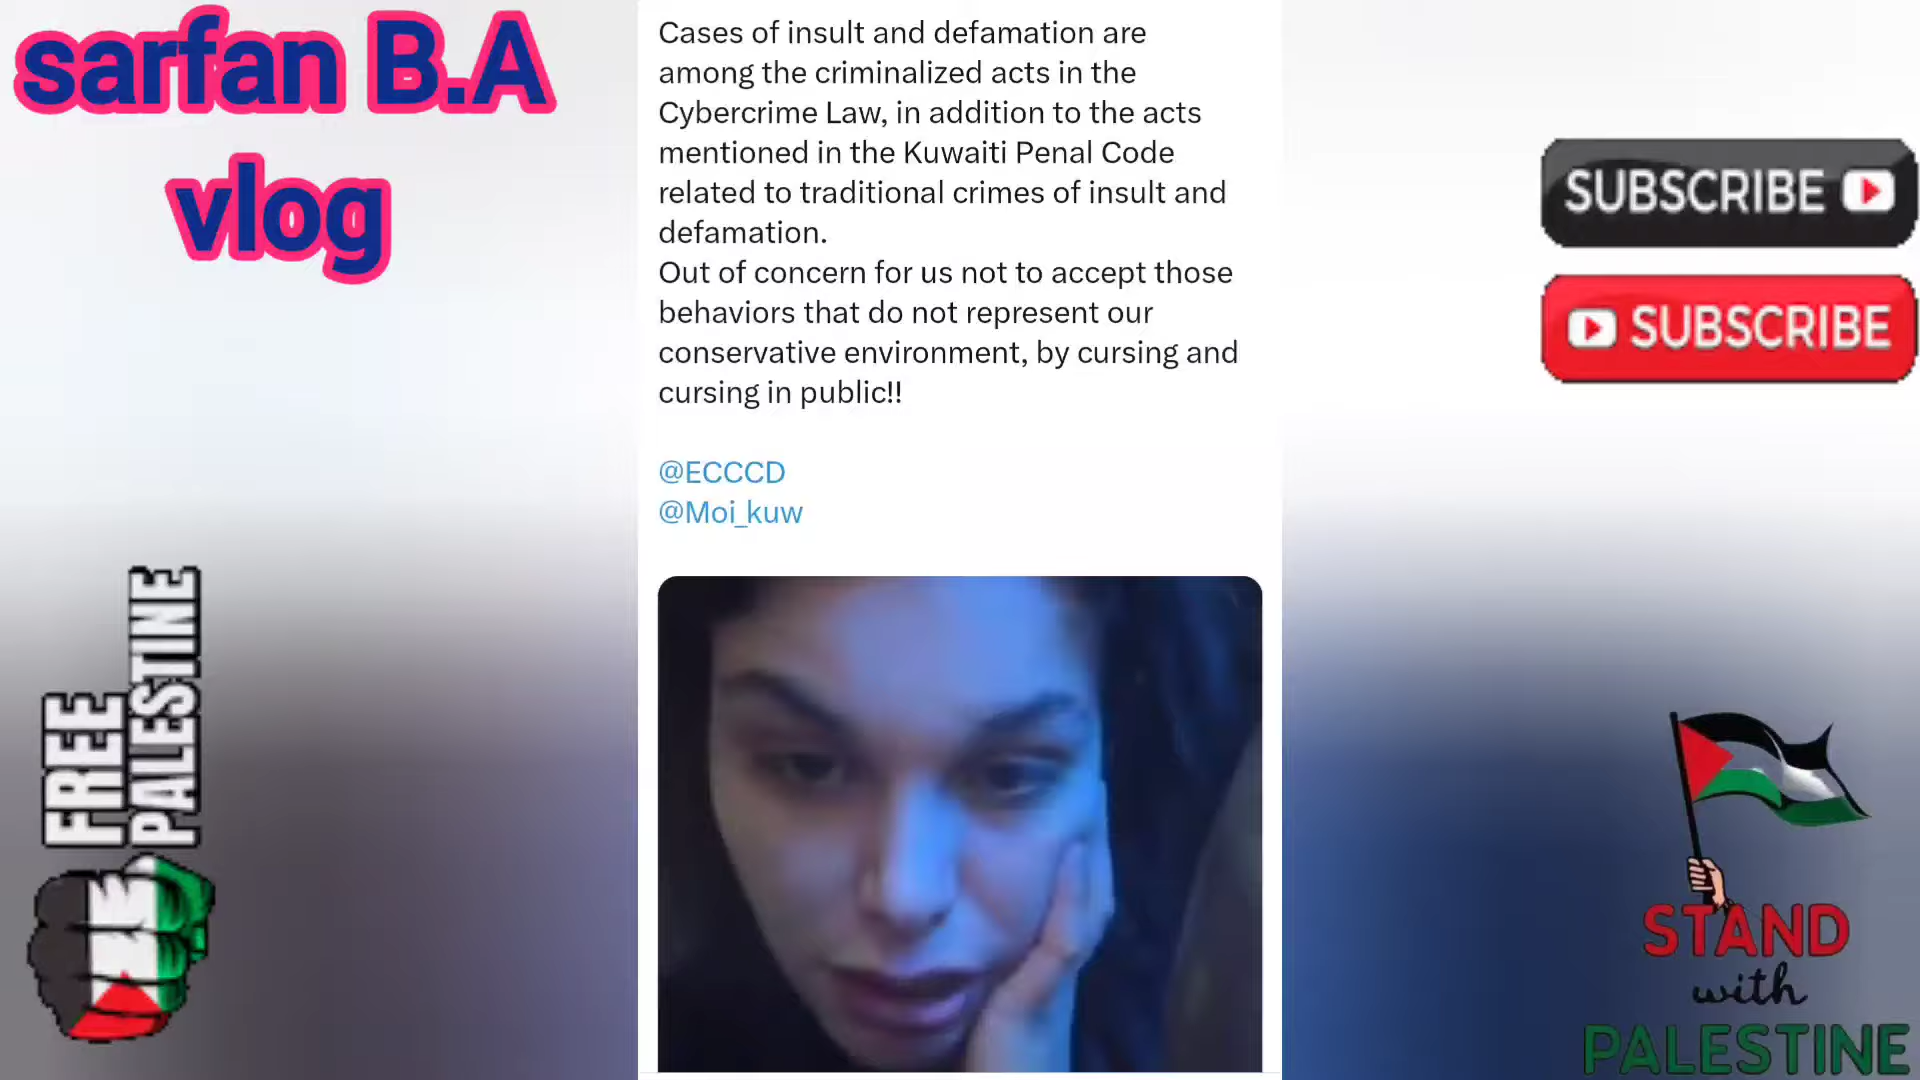 sarfan B.A
vlog
Cases of insult and defamation are
among the criminalized acts in the
Cybercrime Law, in addition to the acts
mentioned in the Kuwaiti Penal Code
related to traditional crimes of insult and
defamation.
Out of concern for us not to accept those
behaviors that do not represent our
conservative environment, by cursing and
cursing in public!!
@ECCCD
@Moi_kuw
SUBSCRIBE
SUBSCRIBE
FREE
PALESTINE
STAND
with
PALESTINE